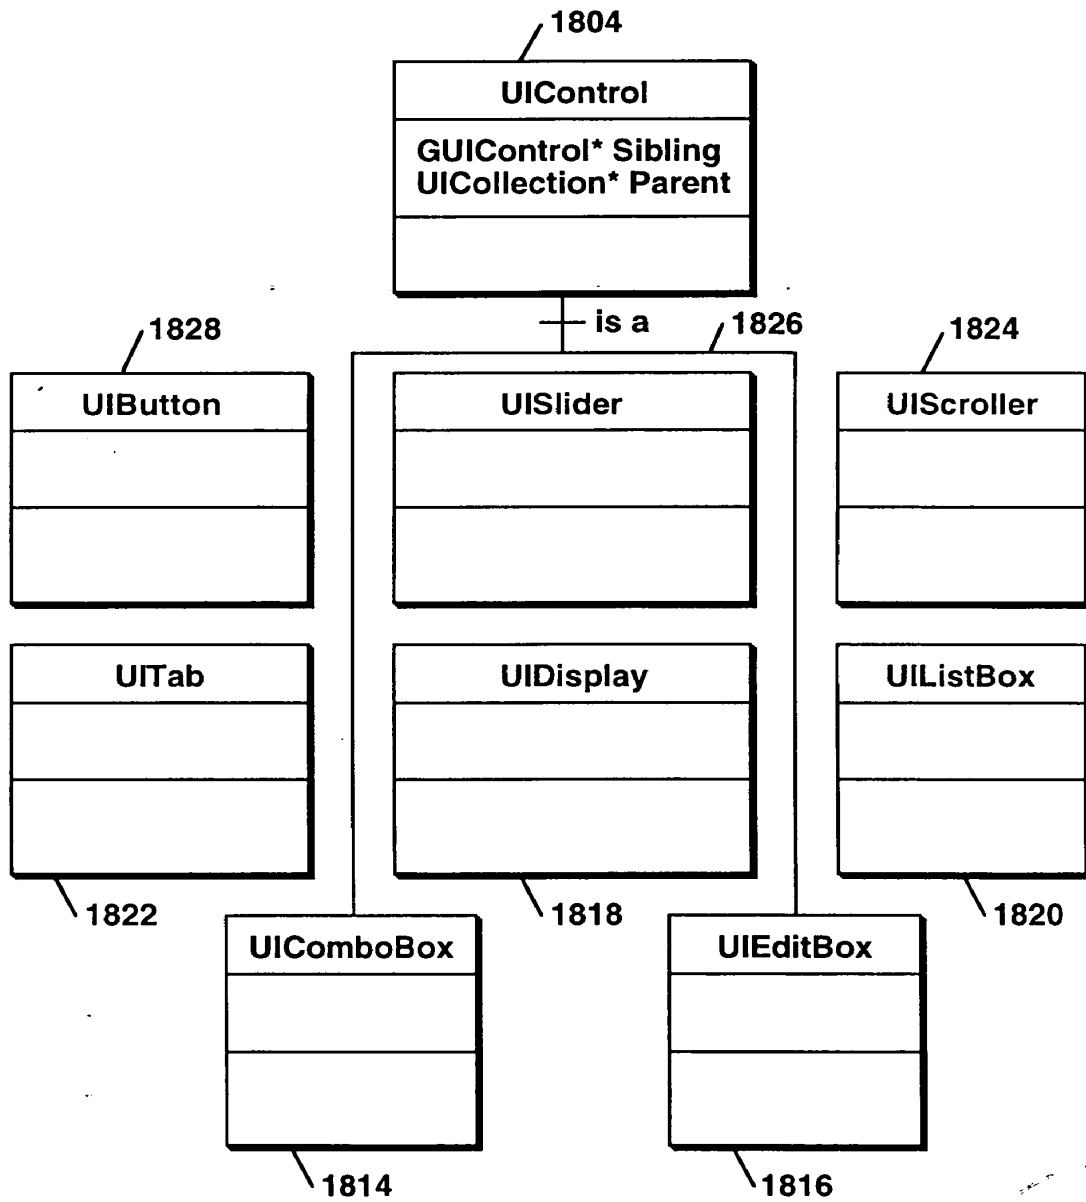 1804
UIControl
GUIControl* Sibling
UICollection* Parent
is a
1828
1826
1824
UIButton
UISlider
UIScroller
UITab
UIDisplay
UIListBox
1822
1818
1820
UIComboBox
UIEditBox
1814
1816